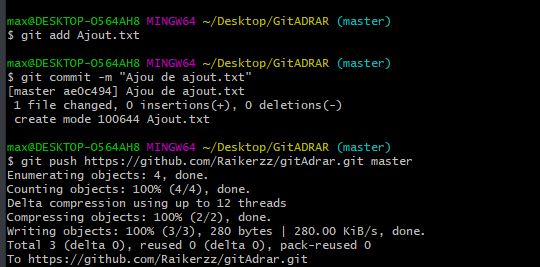 max@DESKTOP-O564AH8 MINGW64 ~/Desktop/GitADRAR (master)
$ git add Ajout.txt
max@DESKTOP-O564AH8 MINGW64 ~/Desktop/GitADRAR (master)
$ git commit -m "Ajou de ajout.txt"
[master ae0c494] Ajou de ajout.txt
1 file changed, 0 insertions(+), 0 deletions(-)
create mode 100644 Ajout.txt
max@DESKTOP-O564AH8 MINGW64 ~/Desktop/GitADRAR (master)
$ git push https://github.com/Raikerzz/gitAdrar.git master
Enumerating objects: 4, done.
Counting objects: 100% (4/4), done.
Delta compression using up to 12 threads
Compressing objects: 100% (2/2), done.
Writing objects: 100% (3/3), 280 bytes | 280.00 KiB/s, done.
Total 3 (delta 0), reused 0 (delta 0), pack-reused 0
To https://github.com/Raikerzz/gitAdrar.git